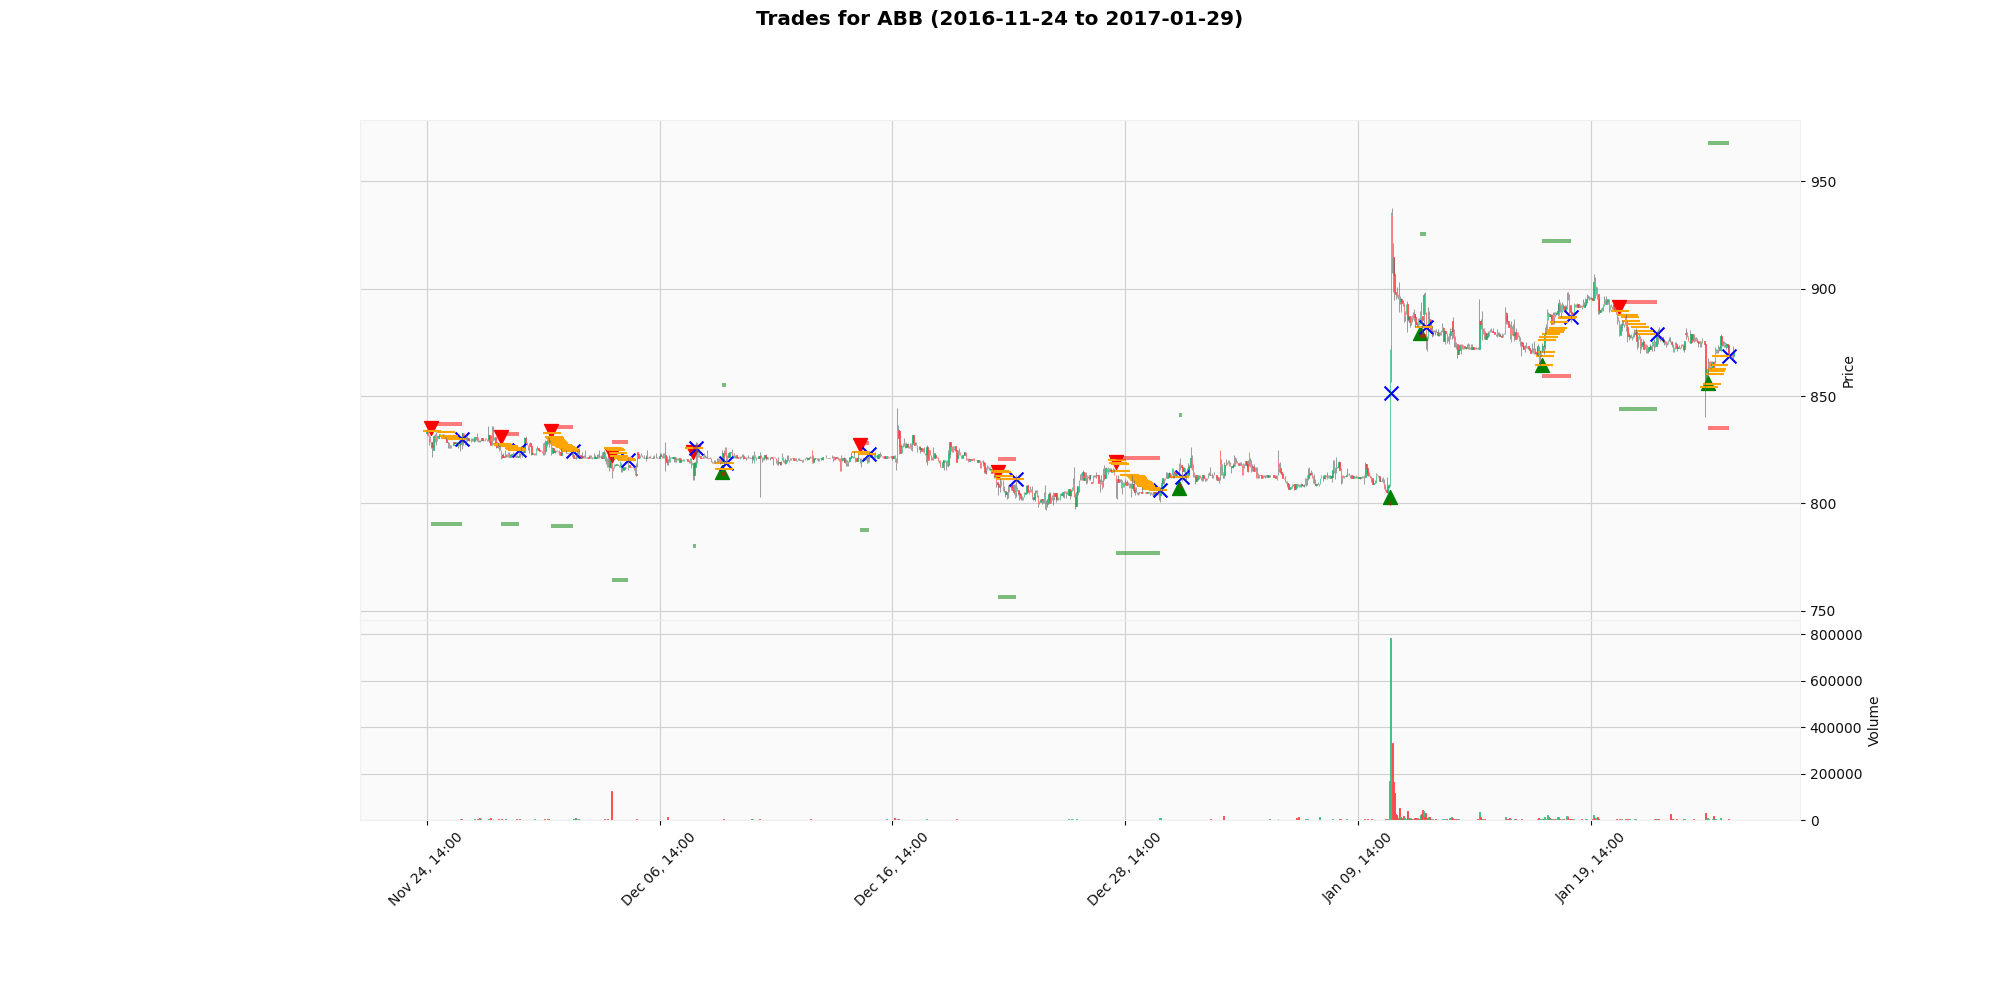 Trades for ABB (2016-11-24 to 2017-01-29)
950
900
850
800
750
Price
800000
600000
400000
200000
0
Volume
Nov 24, 14:00
Dec 06, 14:00
Dec 16, 14:00
Dec 28, 14:00
Jan 09, 14:00
Jan 19, 14:00